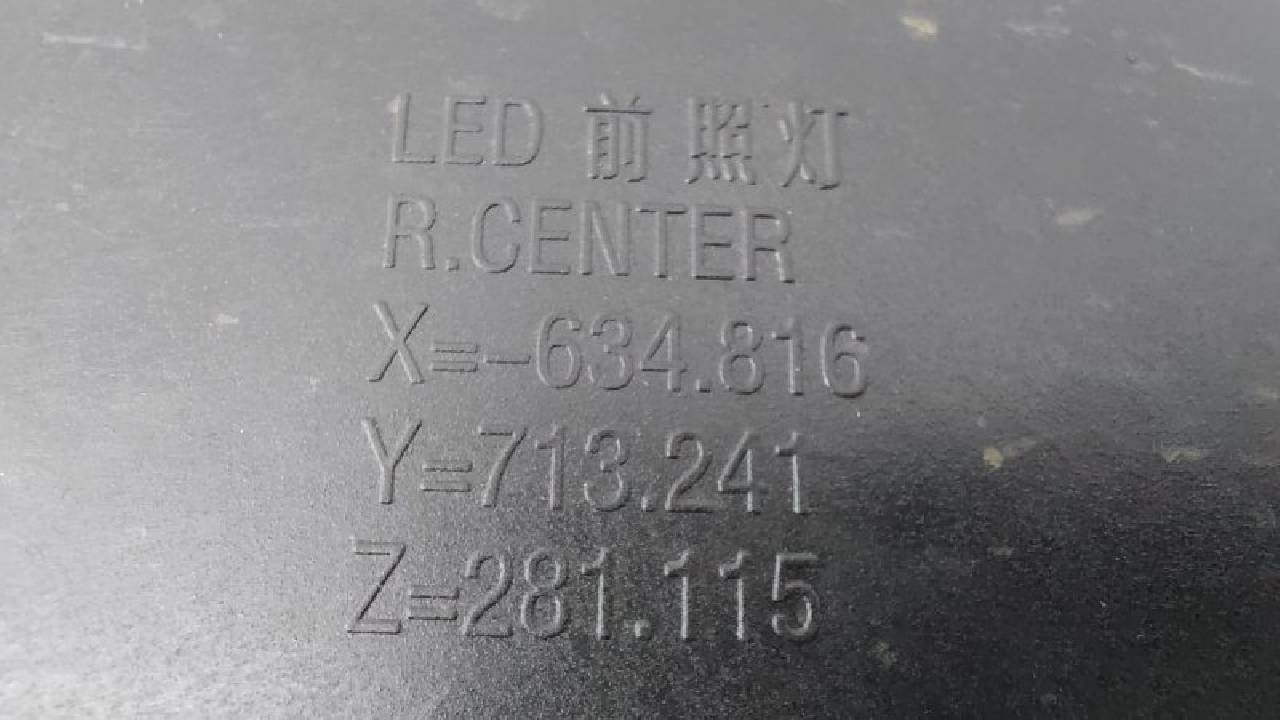 LED 前照灯
R.CENTER
X=-634.816
Y=713.241
Z=281.115